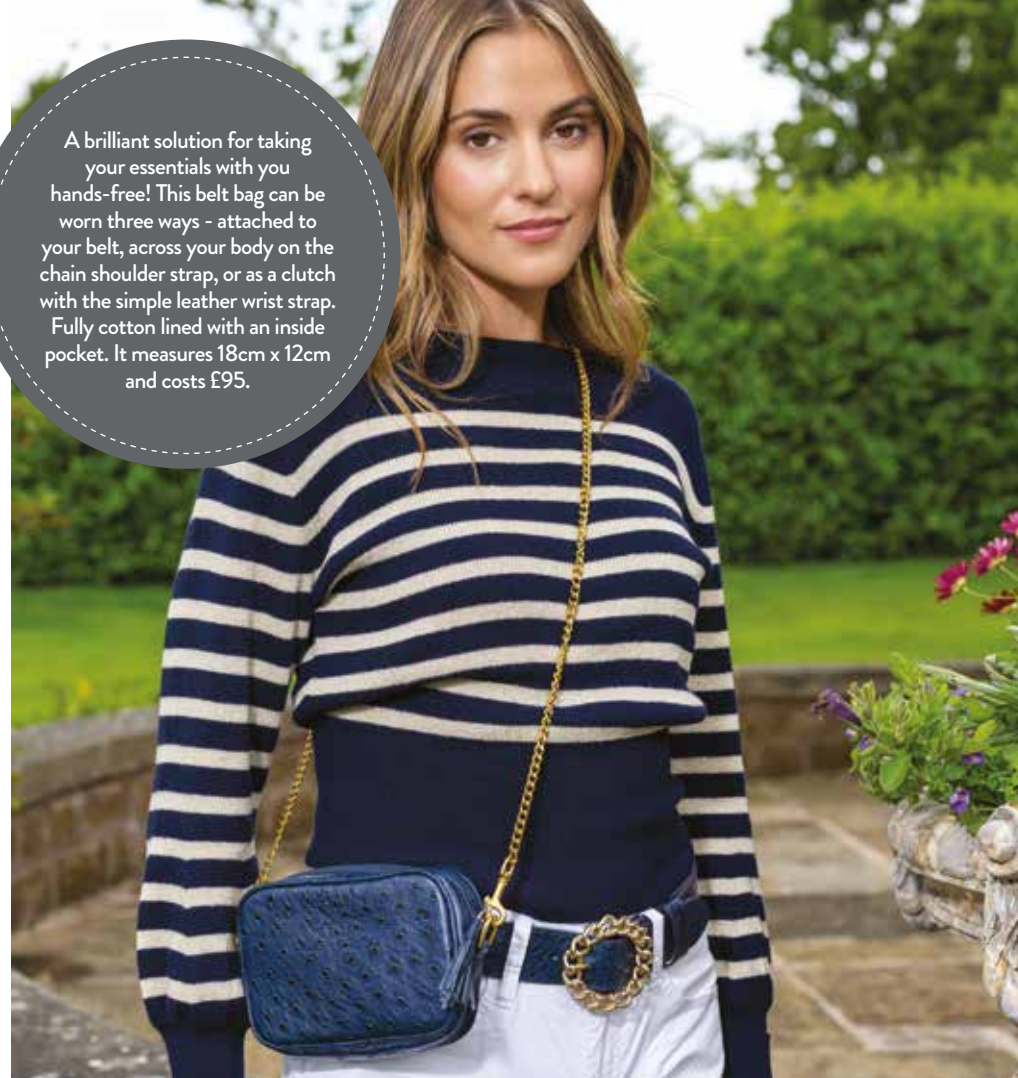 A brilliant solution for taking
your essentials with you
hands-free! This belt bag can be
worn three ways - attached to
your belt, across your body on the
chain shoulder strap, or as a clutch
with the simple leather wrist strap.
Fully cotton lined with an inside
pocket. It measures 18cm x 12cm
and costs £95.